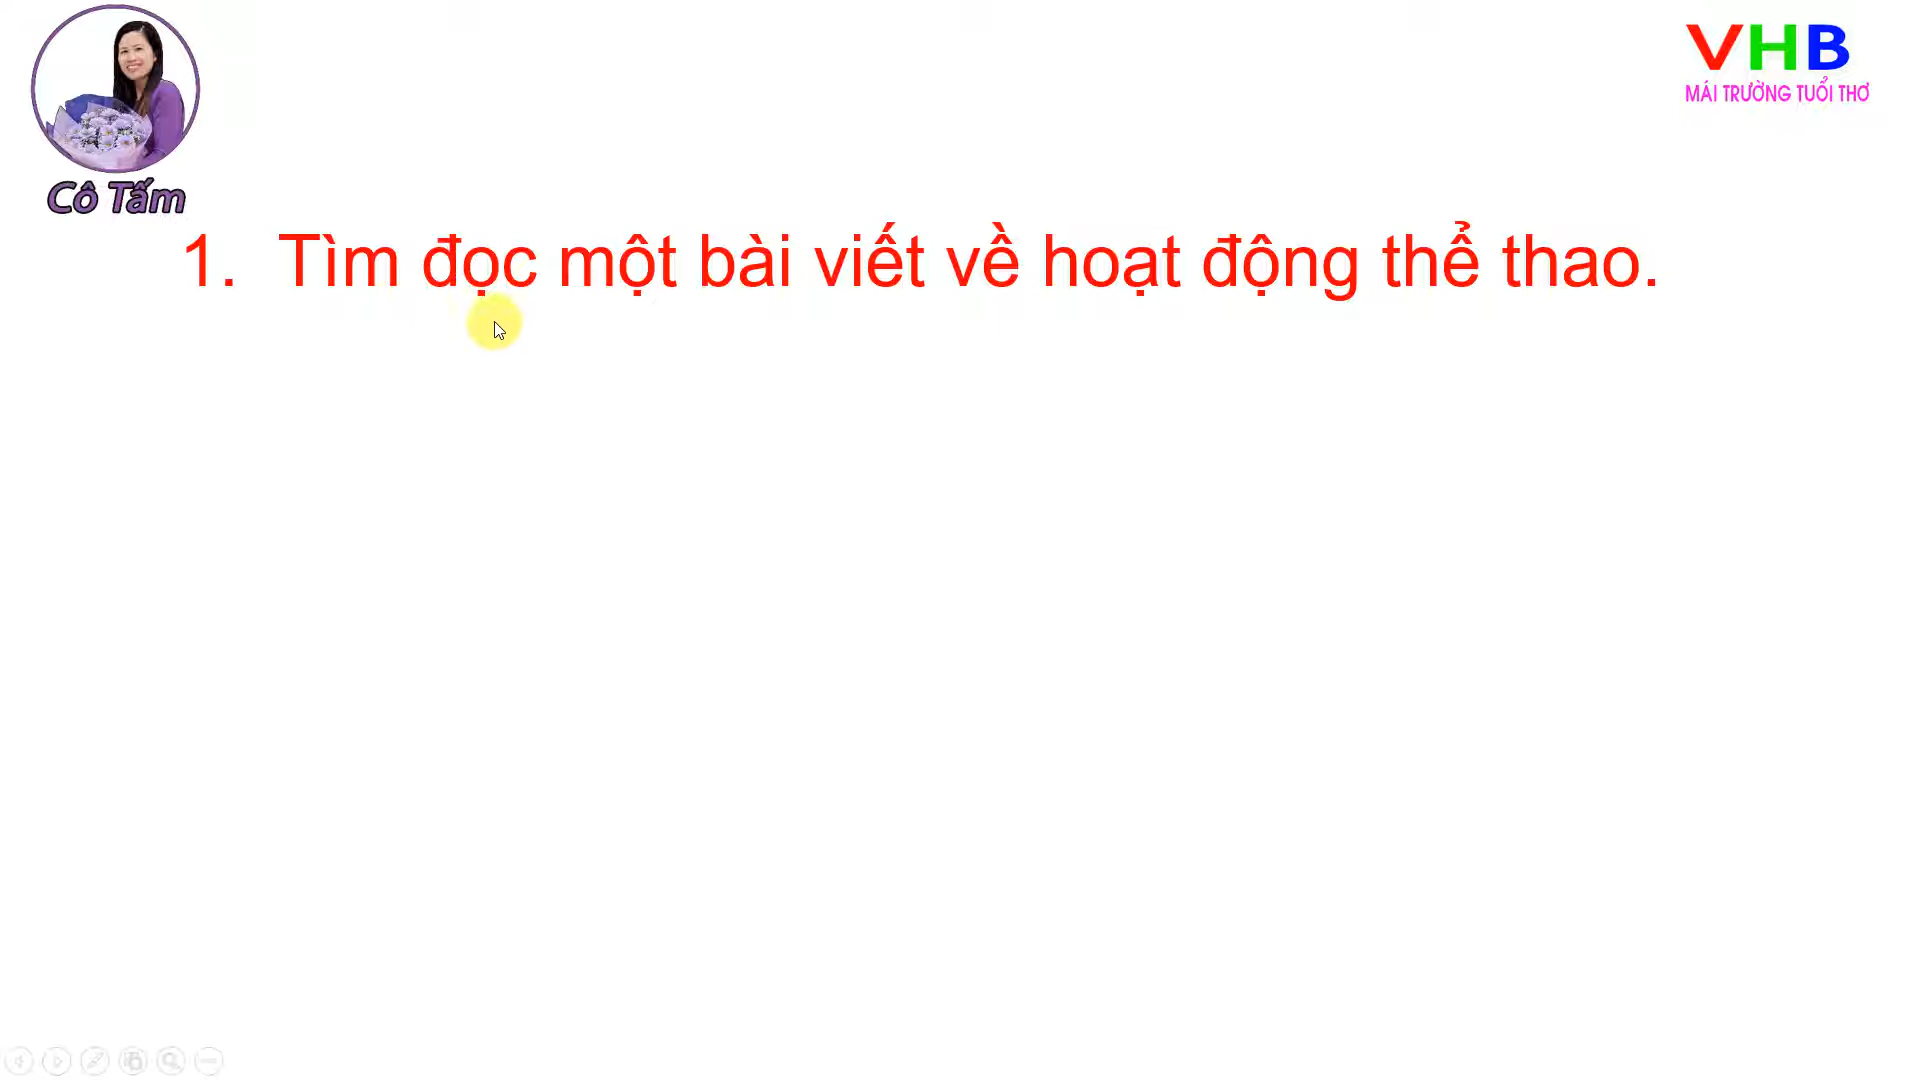 VHB
MÁI TRƯỜNG TUỔI THƠ
Cô Tấm
1. Tìm đọc một bài viết về hoạt động thể thao.